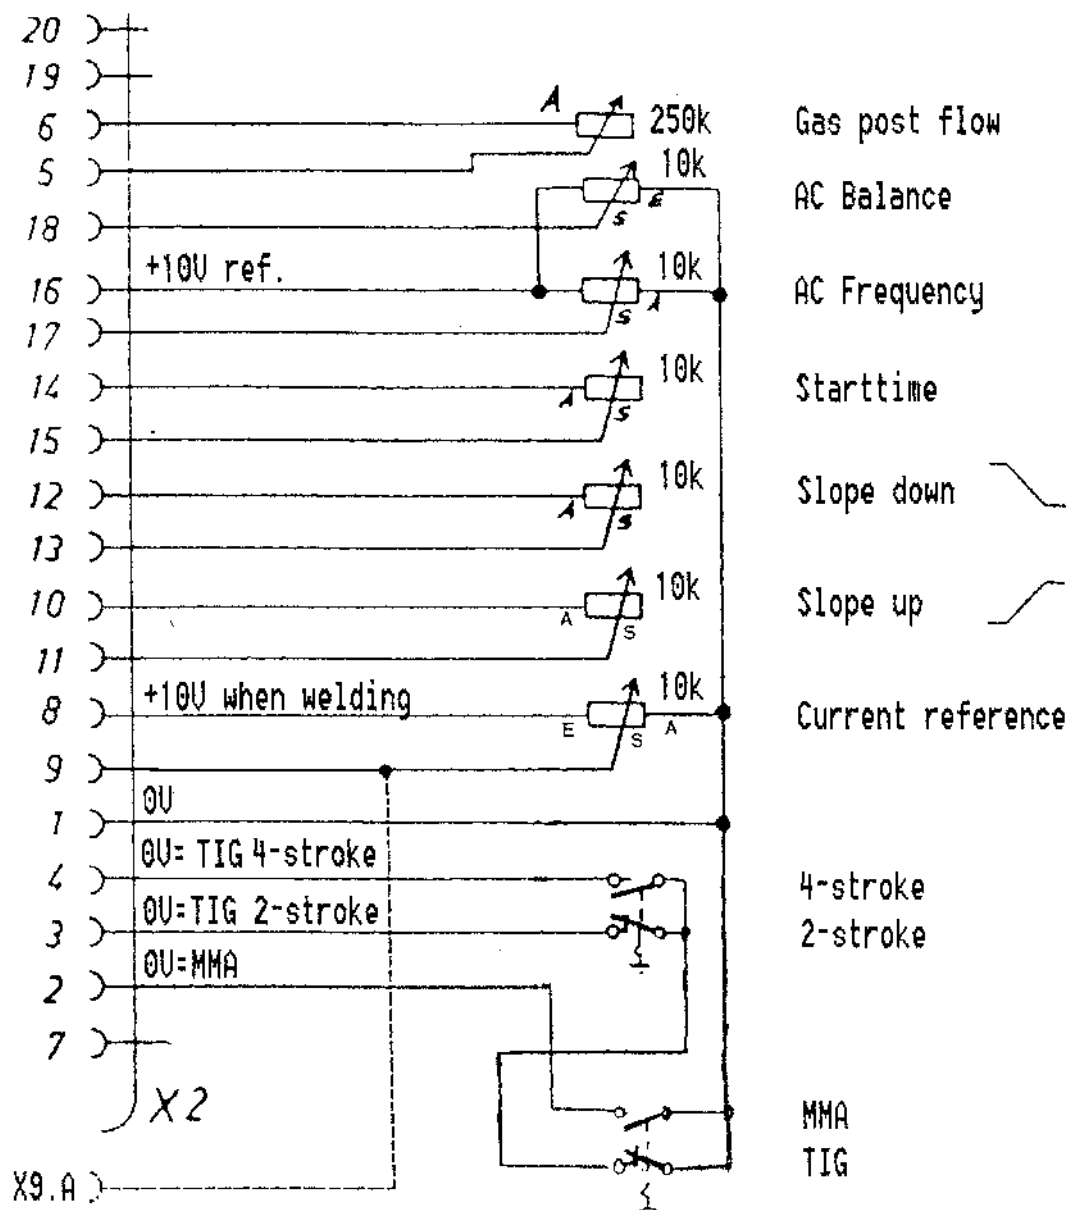 20
19
6 A 250k Gas post flow
5 10k
18 S E AC Balance
+10V ref. 10k
16 A AC Frequency
17 S
14 10k Starttime
A S
15
12 10k Slope down
A S
13
10 10k Slope up
A S
11
+10V when welding 10k
8 Current reference
E S A
9
0V
1
0V= TIG 4-stroke
4 4-stroke
0V=TIG 2-stroke
3 2-stroke
0V=MMA
2
7
X2
MMA
TIG
X9.A